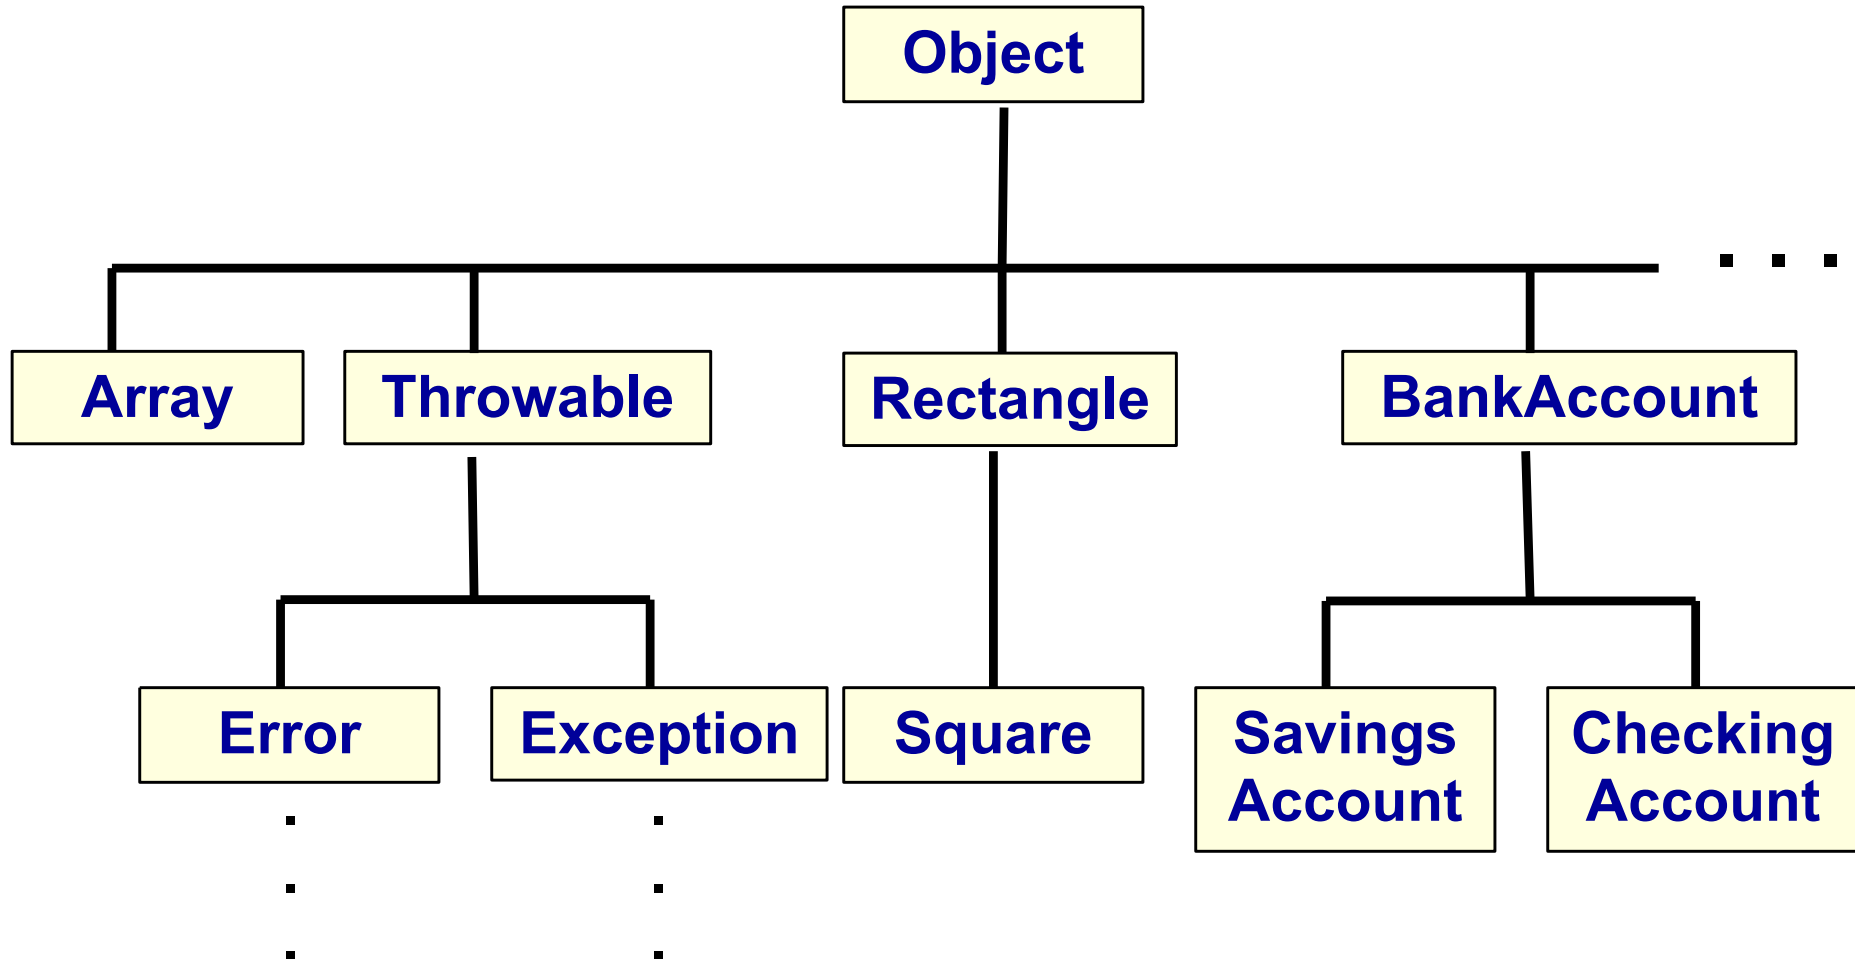 Object
Array
Throwable
Rectangle
BankAccount
Error
Exception
Square
Savings
Account
Checking
Account